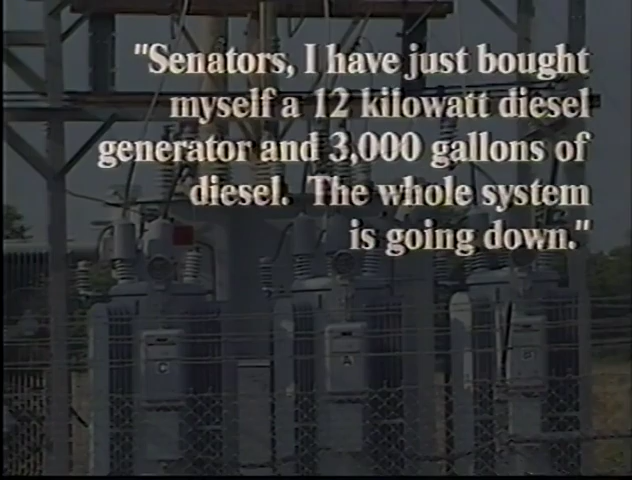 "Senators, I have just bought
myself a 12 kilowatt diesel
generator and 3,000 gallons of
diesel. The whole system
is going down."
C
A
B